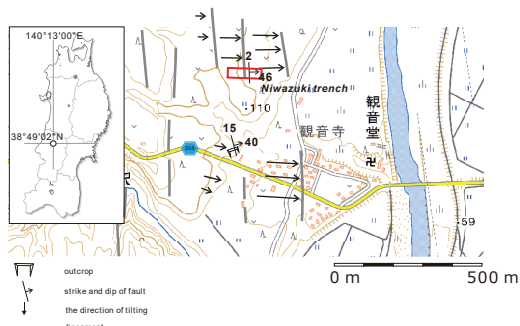 140°13'00"E
38°49'02"N
2
46
Niwazuki trench
110
15
40
308
観音寺
観音堂
59
0 m
500 m
outcrop
strike and dip of fault
the direction of tilting
lineament